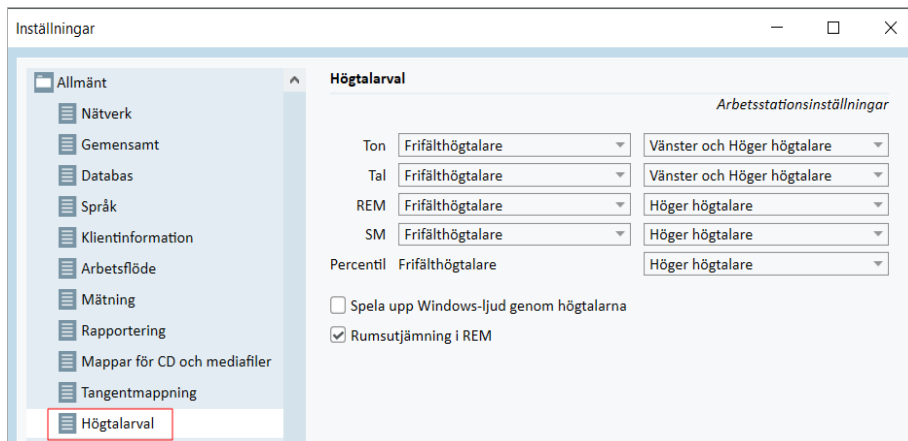 Inställningar
Allmänt
Nätverk
Gemensamt
Databas
Språk
Klientinformation
Arbetsflöde
Mätning
Rapportering
Mappar för CD och mediafiler
Tangentmappning
Högtalarval
Högtalarval
Arbetsstationsinställningar
Ton Frifälthögtalare Vänster och Höger högtalare
Tal Frifälthögtalare Vänster och Höger högtalare
REM Frifälthögtalare Höger högtalare
SM Frifälthögtalare Höger högtalare
Percentil Frifälthögtalare Höger högtalare
Spela upp Windows-ljud genom högtalarna
Rumsutjämning i REM